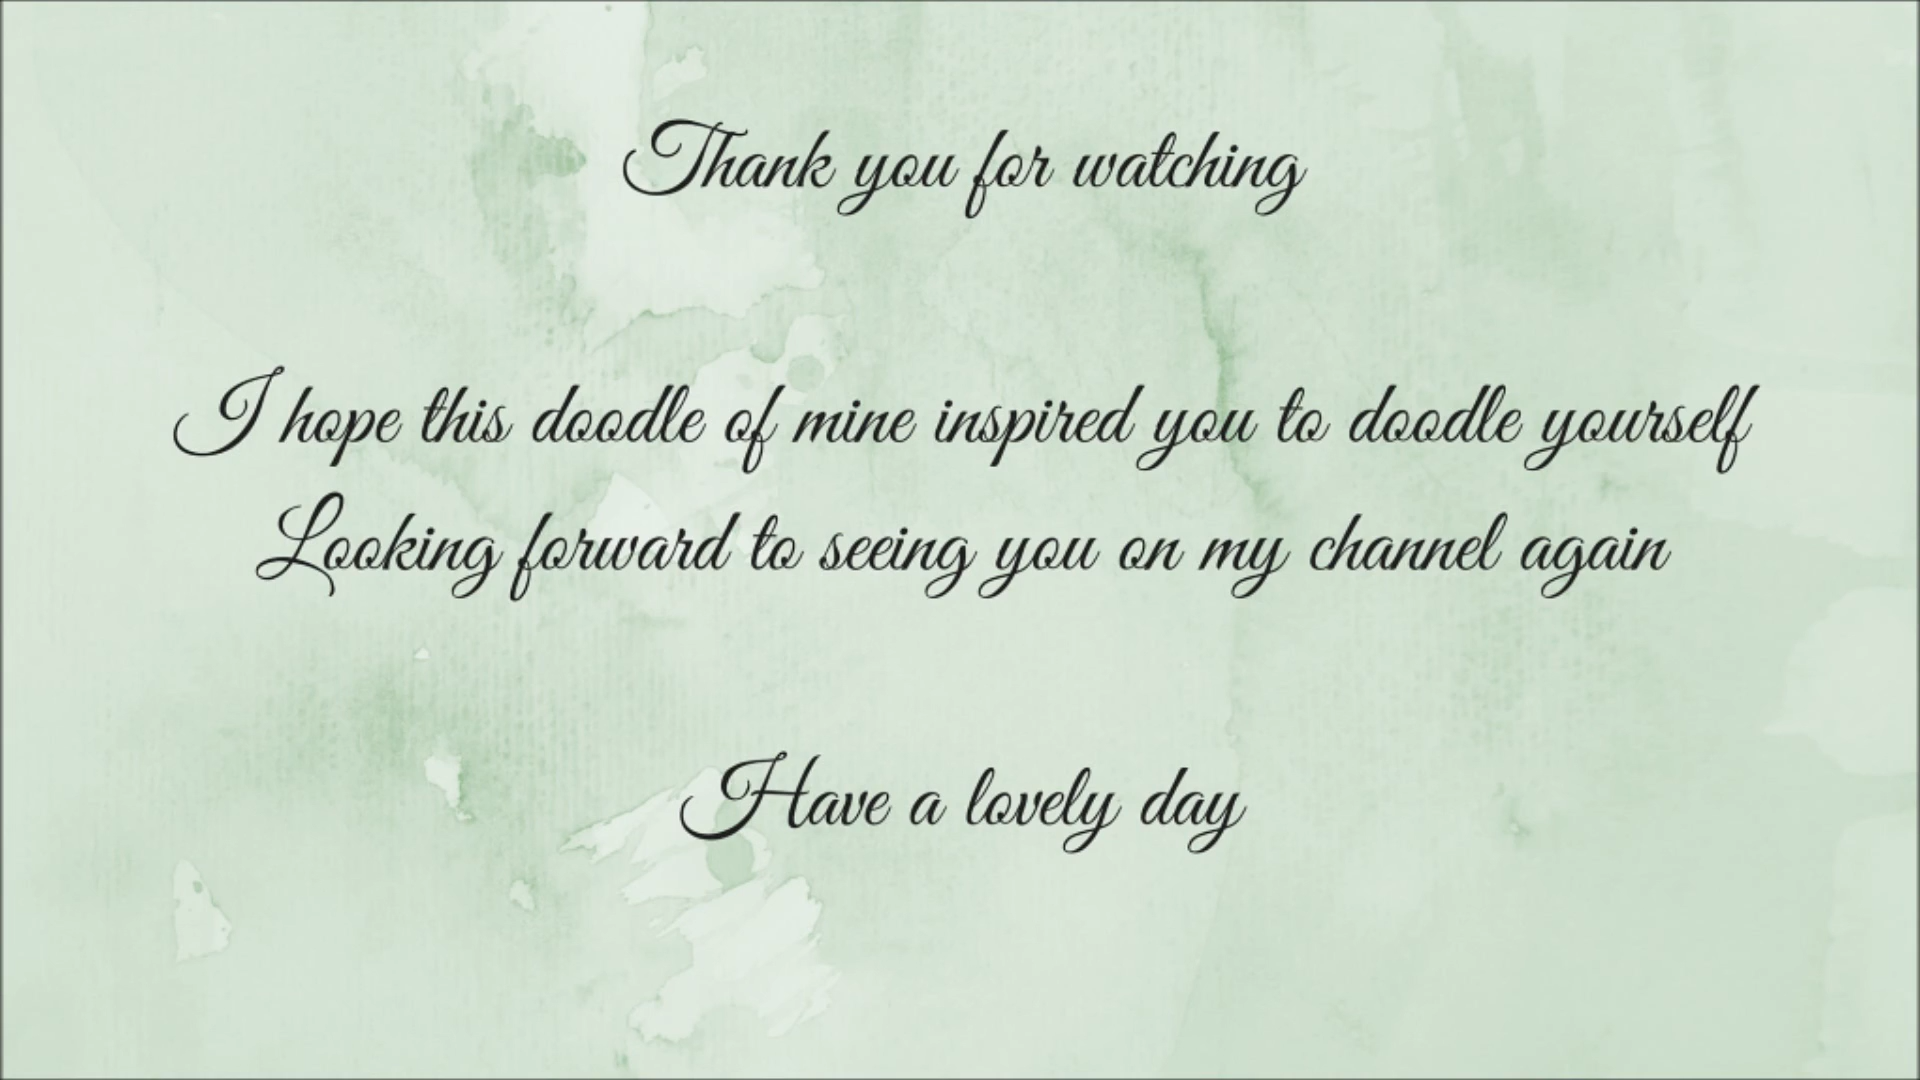 Thank you for watching
I hope this doodle of mine inspired you to doodle yourself
Looking forward to seeing you on my channel again
Have a lovely day